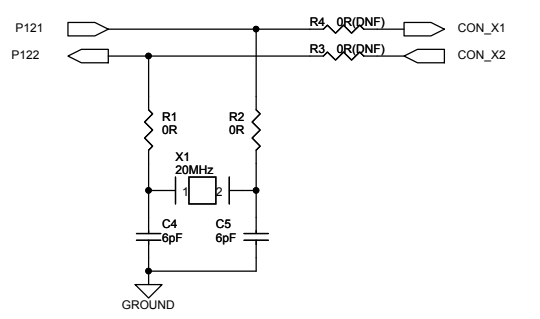 P121
R4 0R(DNF)
CON_X1
P122
R3 0R(DNF)
CON_X2
R1
0R
R2
0R
X1
20MHz
1
2
C4
6pF
C5
6pF
GROUND